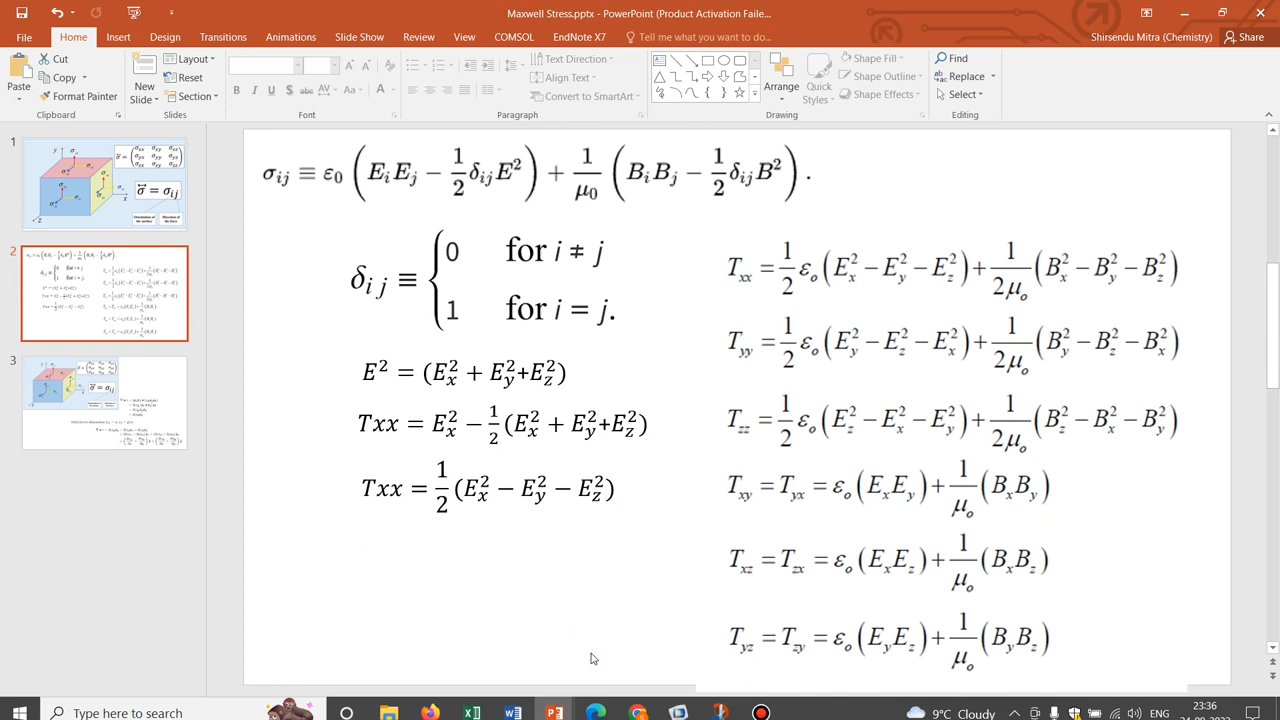 Maxwell Stress.pptx - PowerPoint (Product Activation Faile...
File Home Insert Design Transitions Animations Slide Show Review View COMSOL EndNote X7 Tell me what you want to do... Shirsendu Mitra (Chemistry) Share
Paste Cut Copy Format Painter Clipboard
New Slide Layout Reset Section Slides
B I U S abc AV Aa A Font
Text Direction Align Text Convert to SmartArt Paragraph
Arrange Quick Styles Shape Fill Shape Outline Shape Effects Drawing
Find Replace Select Editing
1
2
3
σ_ij ≡ ε_0 (E_i E_j − 1/2 δ_ij E^2) + 1/μ_0 (B_i B_j − 1/2 δ_ij B^2) .
δ_i j ≡ { 0 for i ≠ j
1 for i = j.
E^2 = (E_x^2 + E_y^2+E_z^2)
Txx = E_x^2 − 1/2 (E_x^2 + E_y^2+E_z^2)
Txx = 1/2 (E_x^2 − E_y^2 − E_z^2)
T_xx = 1/2 ε_o (E_x^2 − E_y^2 − E_z^2) + 1/2μ_o (B_x^2 − B_y^2 − B_z^2)
T_yy = 1/2 ε_o (E_y^2 − E_z^2 − E_x^2) + 1/2μ_o (B_y^2 − B_z^2 − B_x^2)
T_zz = 1/2 ε_o (E_z^2 − E_x^2 − E_y^2) + 1/2μ_o (B_z^2 − B_x^2 − B_y^2)
T_xy = T_yx = ε_o (E_x E_y) + 1/μ_o (B_x B_y)
T_xz = T_zx = ε_o (E_x E_z) + 1/μ_o (B_x B_z)
T_yz = T_zy = ε_o (E_y E_z) + 1/μ_o (B_y B_z)
Type here to search
9°C Cloudy ENG 23:36